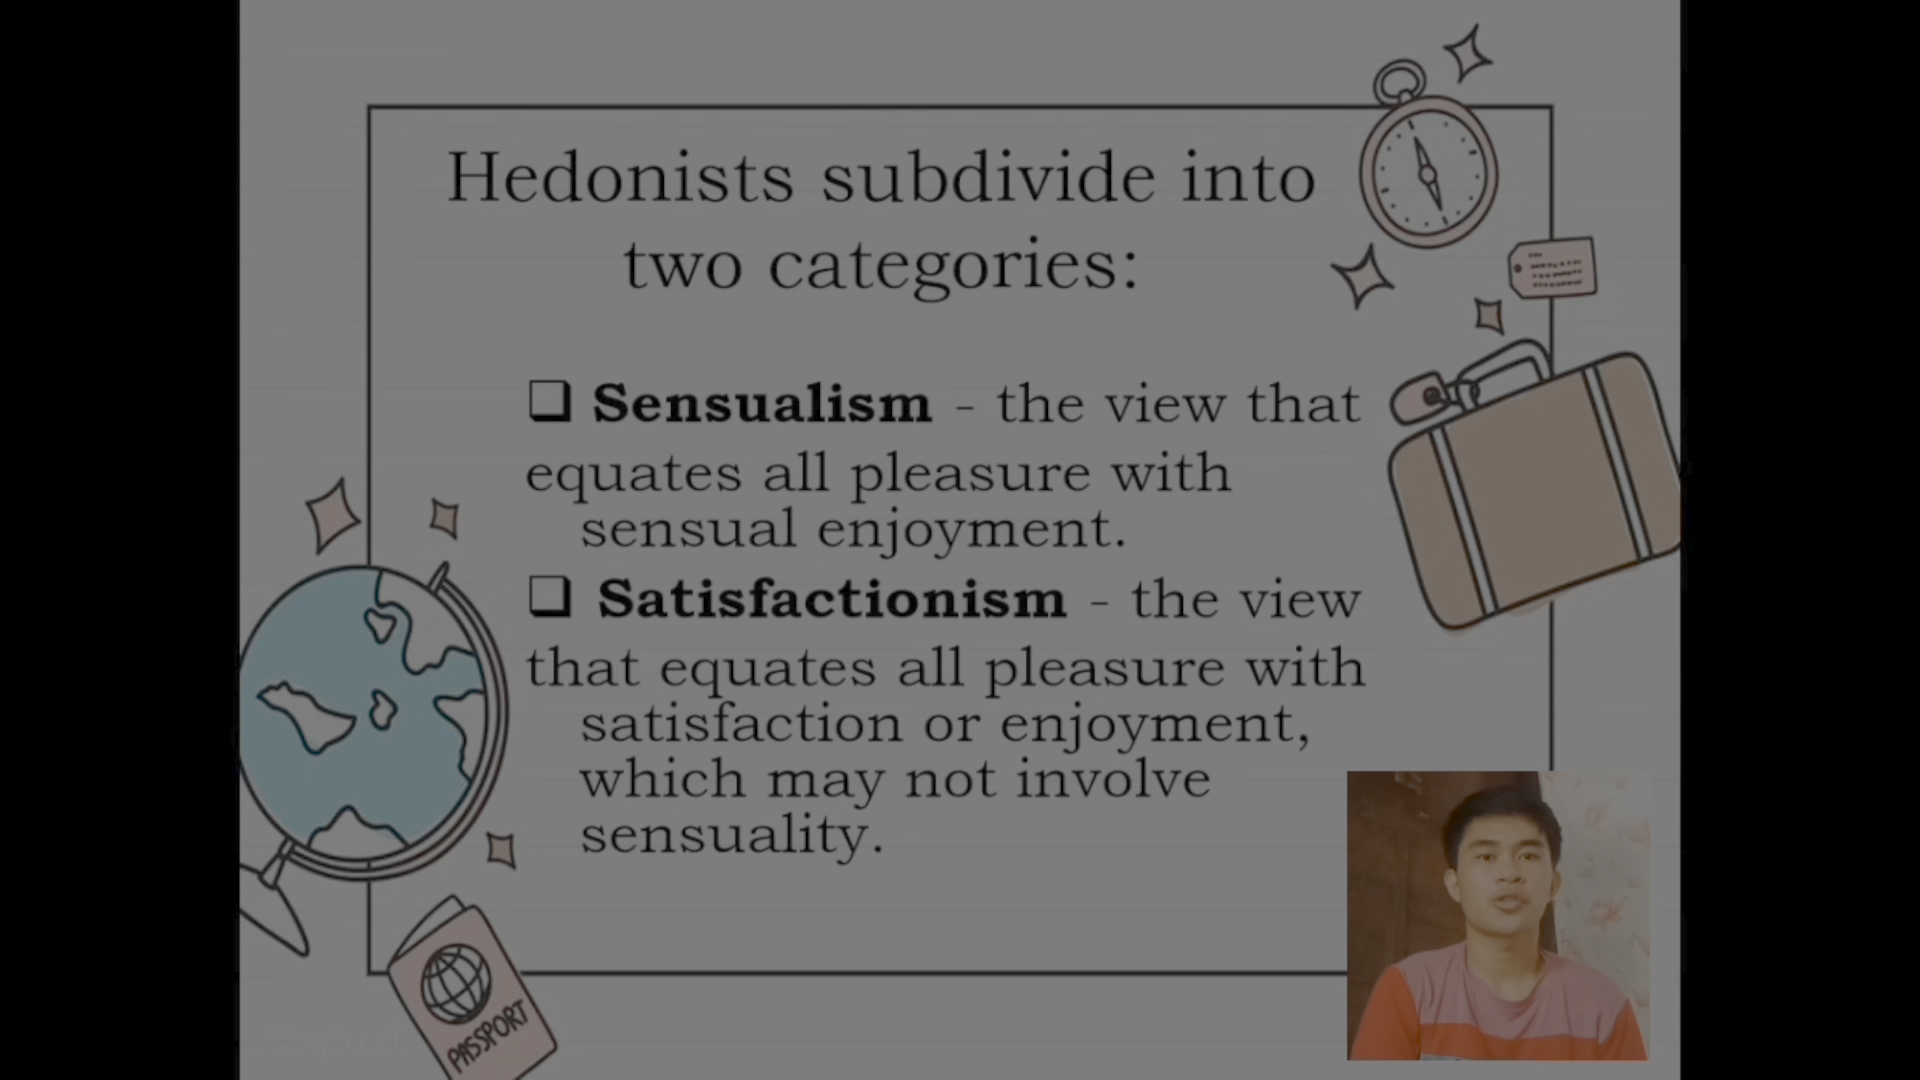 Hedonists subdivide into
two categories:
❑ Sensualism - the view that
equates all pleasure with
sensual enjoyment.
❑ Satisfactionism - the view
that equates all pleasure with
satisfaction or enjoyment,
which may not involve
sensuality.
PASSPORT